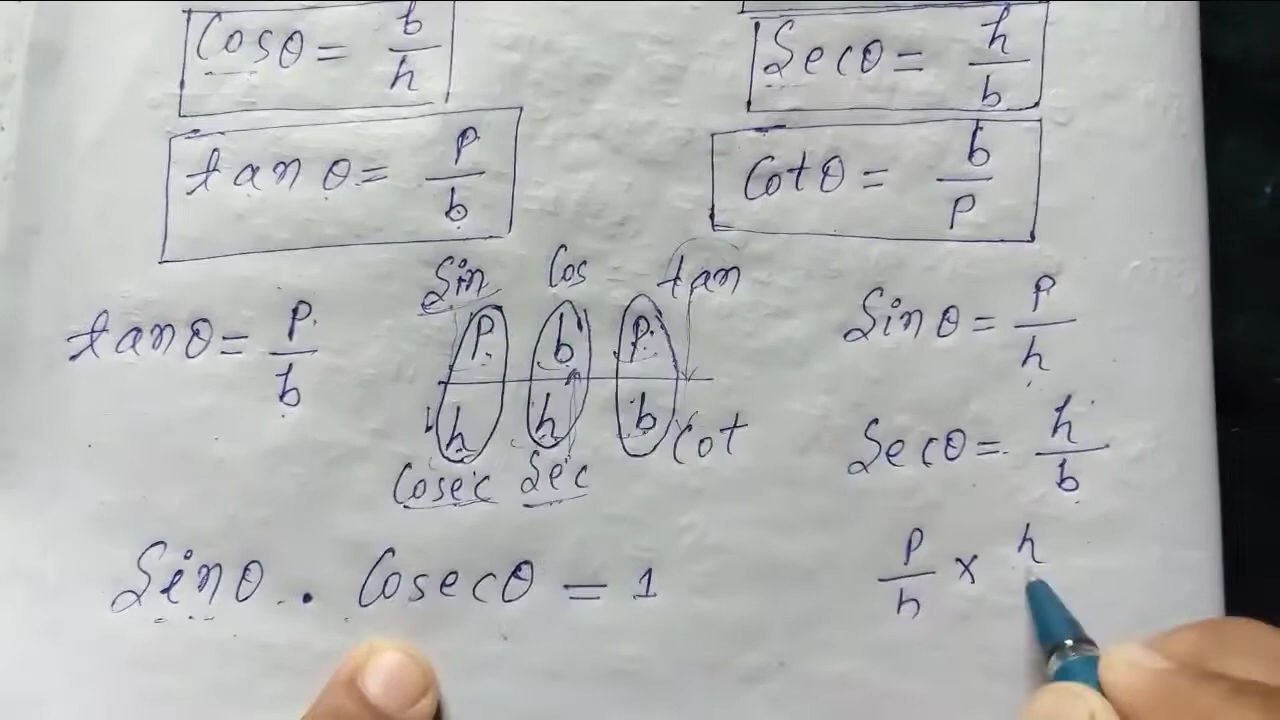 Cosθ = b/h
Secθ = h/b
tanθ = p/b
Cotθ = b/p
Sin Cos tan
p b p
h h b
Cosec Sec Cot
tanθ = p/b
Sinθ = p/h
Secθ = h/b
Sinθ . Cosecθ = 1
p/h × h